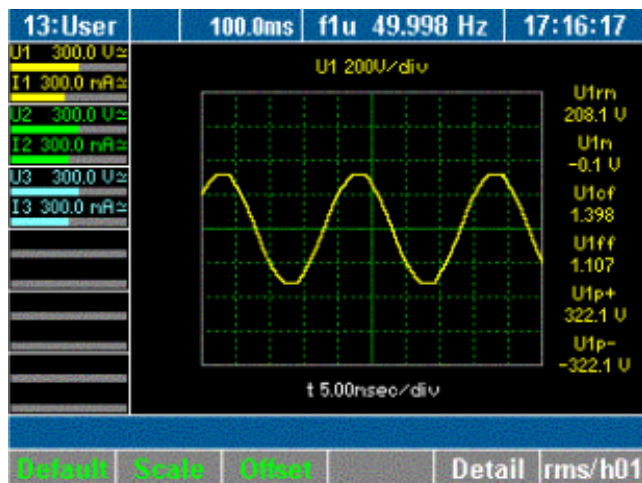 13:User 100.0ms f1u 49.998 Hz 17:16:17
U1 300.0 V≃
I1 300.0 mA≃
U2 300.0 V≃
I2 300.0 mA≃
U3 300.0 V≃
I3 300.0 mA≃
U1 200V/div
U1rm
208.1 V
U1m
-0.1 V
U1cf
1.398
U1ff
1.107
U1p+
322.1 V
U1p-
-322.1 V
t 5.00msec/div
Default Scale Offset Detail rms/h01